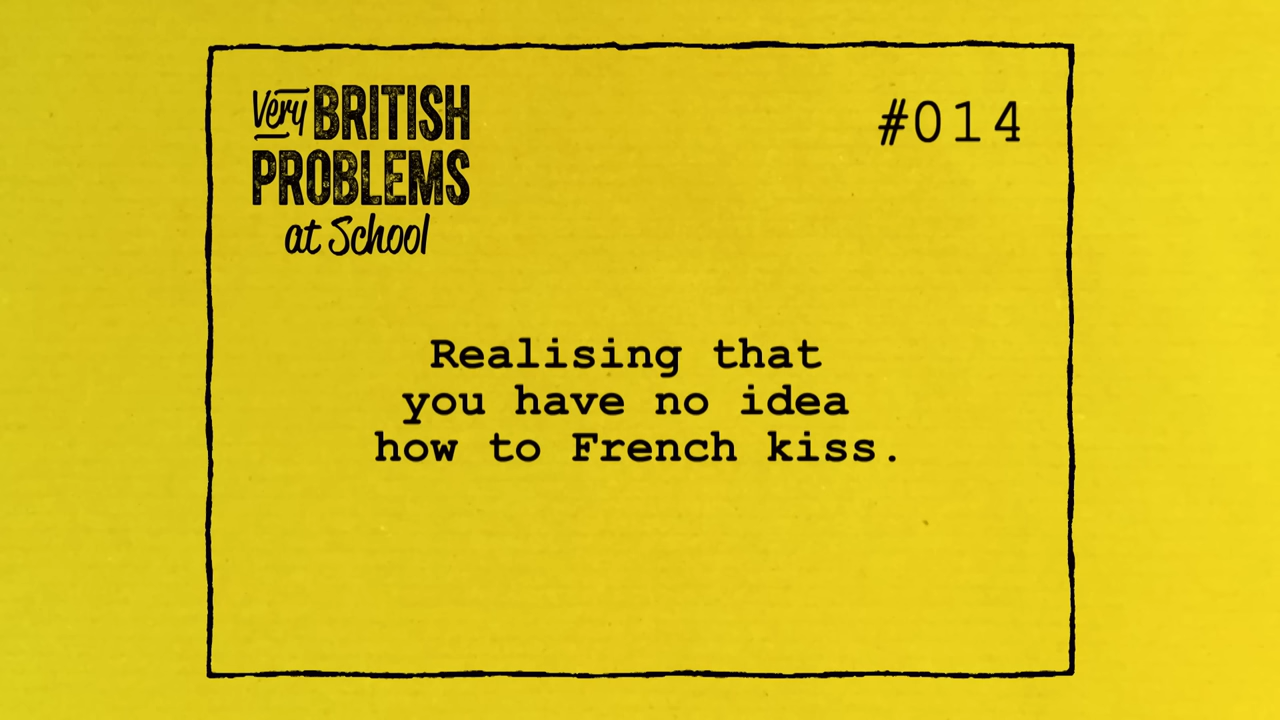 Very BRITISH
PROBLEMS
at School
#014
Realising that
you have no idea
how to French kiss.